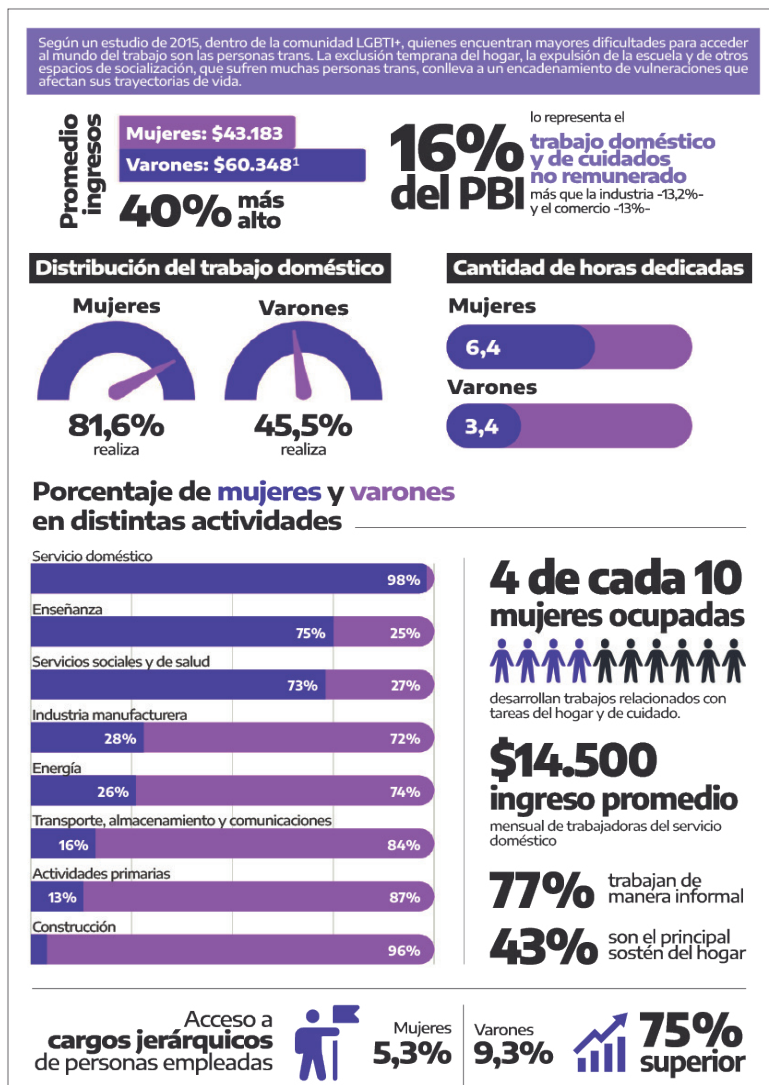 Según un estudio de 2015, dentro de la comunidad LGBTI+, quienes encuentran mayores dificultades para acceder
al mundo del trabajo son las personas trans. La exclusión temprana del hogar, la expulsión de la escuela y de otros
espacios de socialización, que sufren muchas personas trans, conlleva a un encadenamiento de vulneraciones que
afectan sus trayectorias de vida.
Promedio
ingresos
Mujeres: $43.183
Varones: $60.348¹
40% más
alto
16%
del PBI
lo representa el
trabajo doméstico
y de cuidados
no remunerado
más que la industria -13,2%-
y el comercio -13%-
Distribución del trabajo doméstico
Mujeres
81,6%
realiza
Varones
45,5%
realiza
Cantidad de horas dedicadas
Mujeres
6,4
Varones
3,4
Porcentaje de mujeres y varones
en distintas actividades
Servicio doméstico
98%
Enseñanza
75% 25%
Servicios sociales y de salud
73% 27%
Industria manufacturera
28% 72%
Energía
26% 74%
Transporte, almacenamiento y comunicaciones
16% 84%
Actividades primarias
13% 87%
Construcción
96%
4 de cada 10
mujeres ocupadas
desarrollan trabajos relacionados con
tareas del hogar y de cuidado.
$14.500
ingreso promedio
mensual de trabajadoras del servicio
doméstico
77% trabajan de
manera informal
43% son el principal
sostén del hogar
Acceso a
cargos jerárquicos
de personas empleadas
Mujeres
5,3%
Varones
9,3%
75%
superior